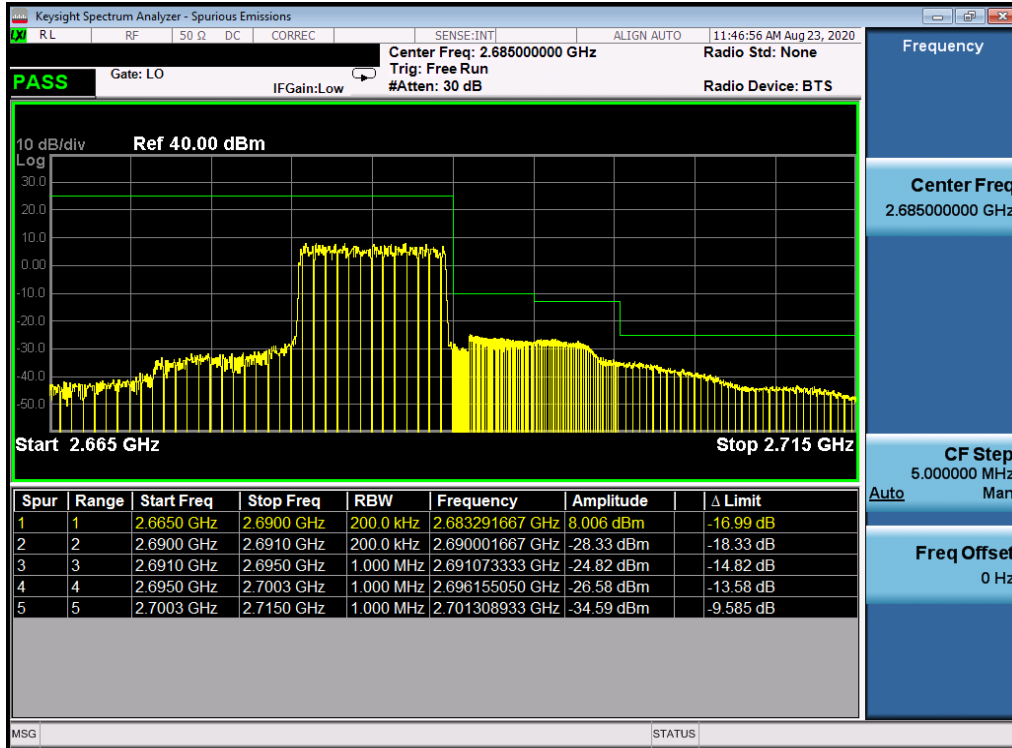 Keysight Spectrum Analyzer - Spurious Emissions
LXI RL RF 50 Ω DC CORREC SENSE:INT ALIGN AUTO 11:46:56 AM Aug 23, 2020
Center Freq: 2.685000000 GHz Radio Std: None
Gate: LO Trig: Free Run
PASS IFGain:Low #Atten: 30 dB Radio Device: BTS
Frequency
10 dB/div Ref 40.00 dBm
Log
30.0
20.0
10.0
0.00
-10.0
-20.0
-30.0
-40.0
-50.0
Start 2.665 GHz Stop 2.715 GHz
Center Freq
2.685000000 GHz
CF Step
5.000000 MHz
Auto Man
Freq Offset
0 Hz
Spur Range Start Freq Stop Freq RBW Frequency Amplitude Δ Limit
1 1 2.6650 GHz 2.6900 GHz 200.0 kHz 2.683291667 GHz 8.006 dBm -16.99 dB
2 2 2.6900 GHz 2.6910 GHz 200.0 kHz 2.690001667 GHz -28.33 dBm -18.33 dB
3 3 2.6910 GHz 2.6950 GHz 1.000 MHz 2.691073333 GHz -24.82 dBm -14.82 dB
4 4 2.6950 GHz 2.7003 GHz 1.000 MHz 2.696155050 GHz -26.58 dBm -13.58 dB
5 5 2.7003 GHz 2.7150 GHz 1.000 MHz 2.701308933 GHz -34.59 dBm -9.585 dB
MSG STATUS